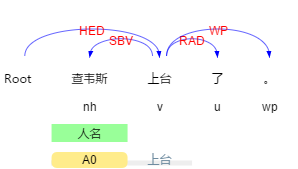 HED
WP
SBV
RAD
Root 查韦斯 上台 了 。
nh v u wp
人名
A0 上台